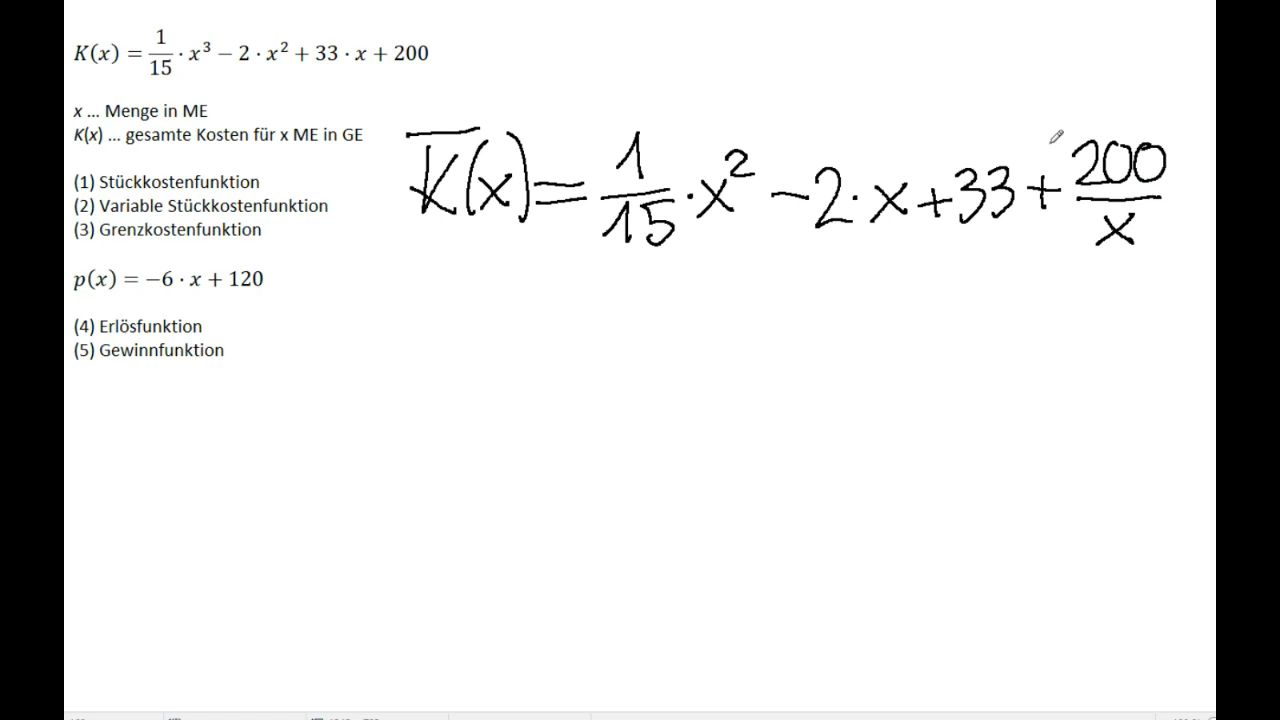 K(x) = 1/15 · x³ − 2 · x² + 33 · x + 200
x ... Menge in ME
K(x) ... gesamte Kosten für x ME in GE
K̅(x) = 1/15 · x² − 2 · x + 33 + 200/x
(1) Stückkostenfunktion
(2) Variable Stückkostenfunktion
(3) Grenzkostenfunktion
p(x) = −6 · x + 120
(4) Erlösfunktion
(5) Gewinnfunktion